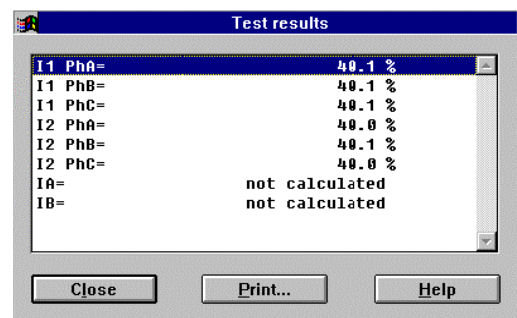 Test results
I1 PhA= 40.1 %
I1 PhB= 40.1 %
I1 PhC= 40.1 %
I2 PhA= 40.0 %
I2 PhB= 40.1 %
I2 PhC= 40.0 %
IA= not calculated
IB= not calculated
Close Print... Help